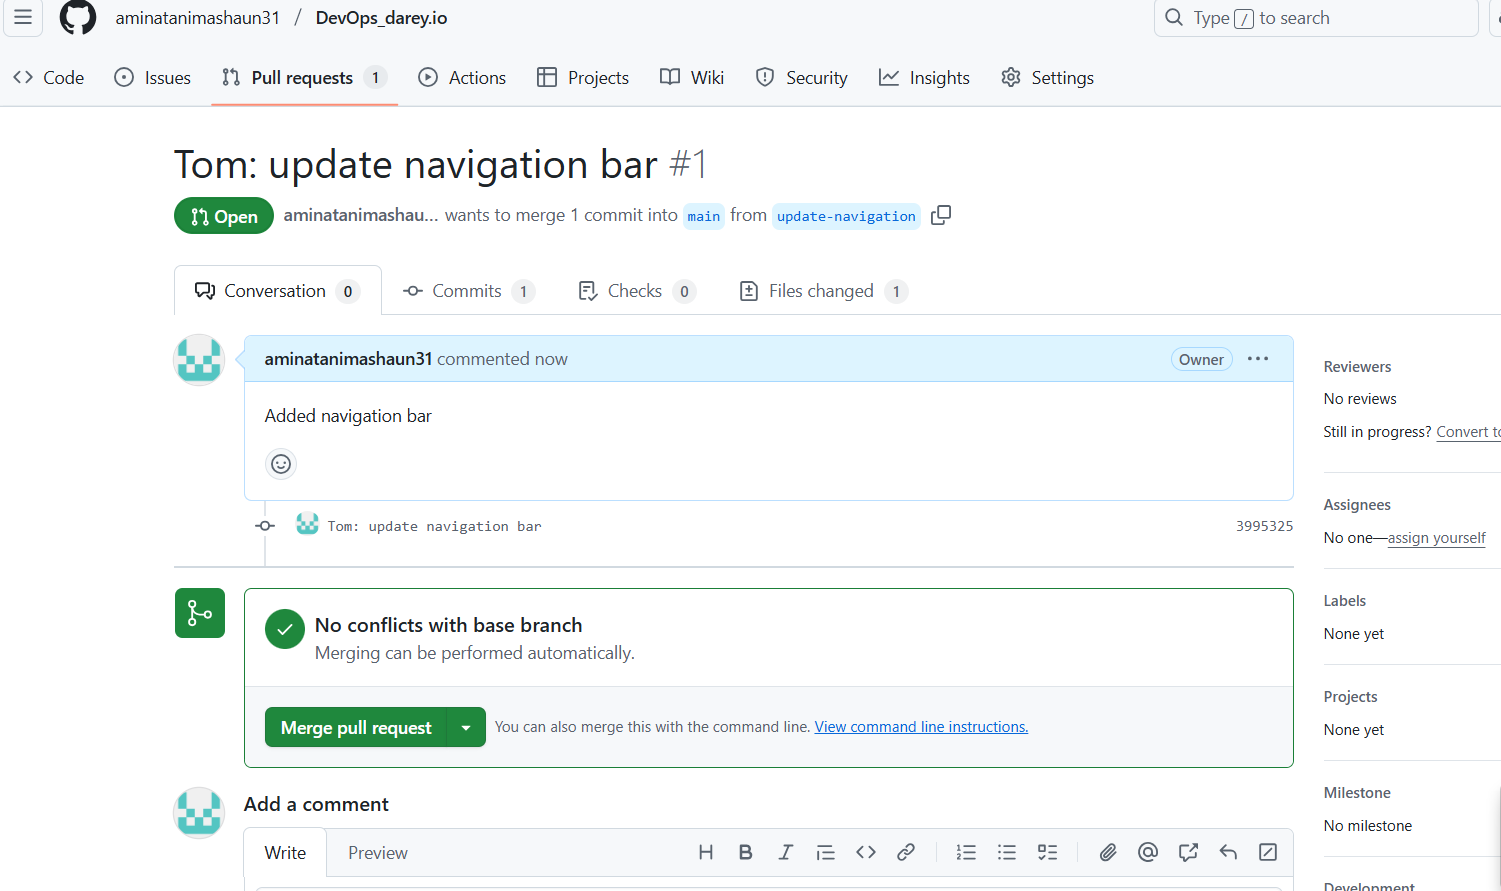 aminatanimashaun31 / DevOps_darey.io
Type / to search
Code Issues Pull requests 1 Actions Projects Wiki Security Insights Settings
Tom: update navigation bar #1
Open aminatanimashau... wants to merge 1 commit into main from update-navigation
Conversation 0 Commits 1 Checks 0 Files changed 1
aminatanimashaun31 commented now Owner
Added navigation bar
Tom: update navigation bar 3995325
No conflicts with base branch
Merging can be performed automatically.
Merge pull request You can also merge this with the command line. View command line instructions.
Add a comment
Write Preview
Reviewers
No reviews
Still in progress? Convert
Assignees
No one—assign yourself
Labels
None yet
Projects
None yet
Milestone
No milestone
Development